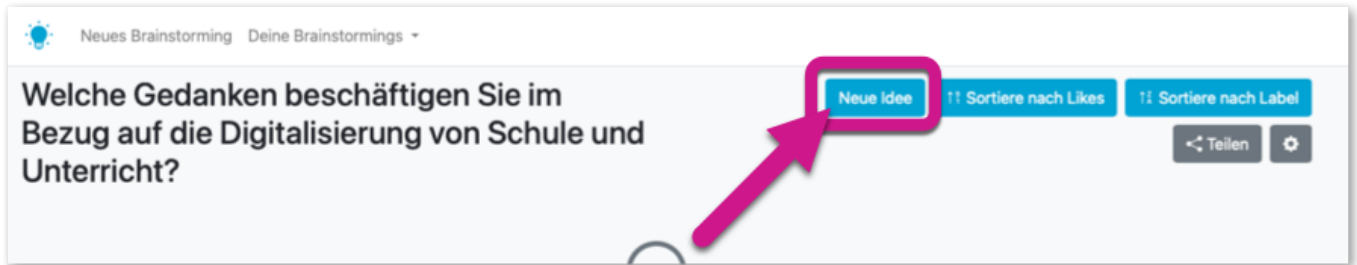 Neues Brainstorming Deine Brainstormings
Welche Gedanken beschäftigen Sie im
Bezug auf die Digitalisierung von Schule und
Unterricht?
Neue Idee Sortiere nach Likes Sortiere nach Label
Teilen